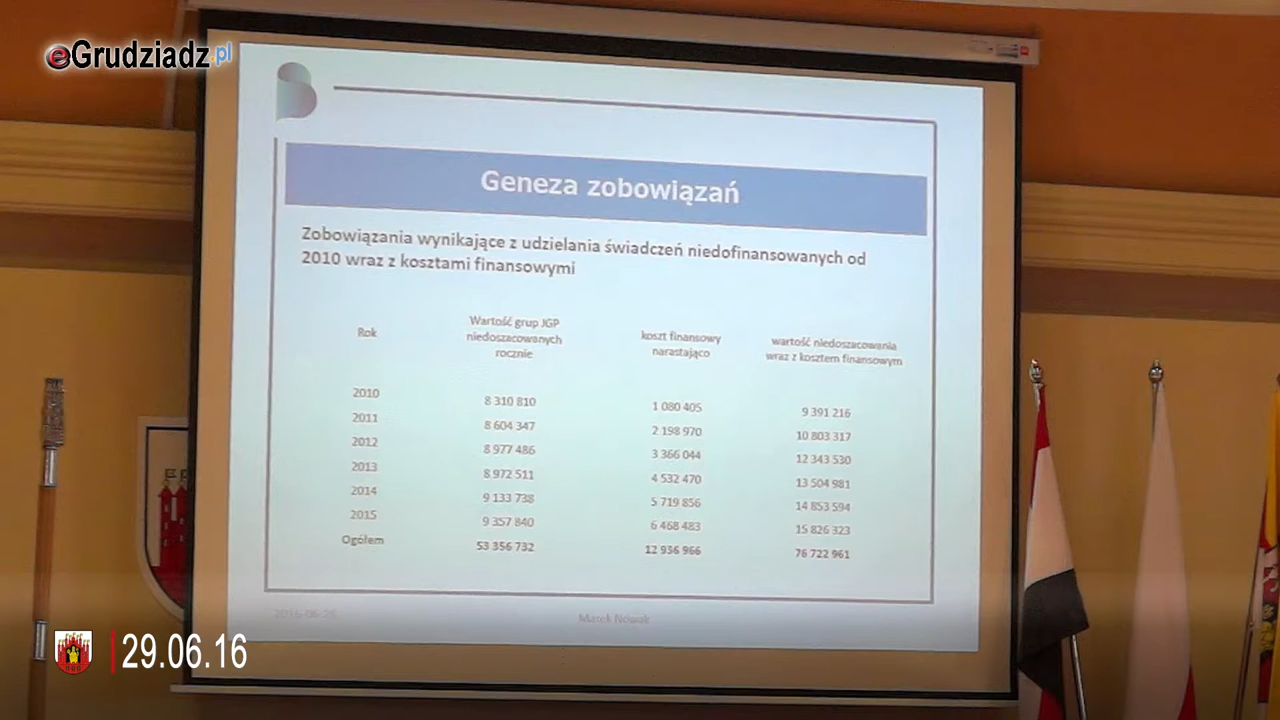 eGrudziadz.pl
Geneza zobowiązań
Zobowiązania wynikające z udzielania świadczeń niedofinansowanych od
2010 wraz z kosztami finansowymi
Rok
Wartość grup JGP
niedoszacowanych
rocznie
koszt finansowy
narastająco
wartość niedoszacowania
wraz z kosztem finansowym
2010 8 310 810 1 080 405 9 391 216
2011 8 604 347 2 198 970 10 803 317
2012 8 977 486 3 366 044 12 343 530
2013 8 972 511 4 532 470 13 504 981
2014 9 133 738 5 719 856 14 853 594
2015 9 357 840 6 468 483 15 826 323
Ogółem 53 356 732 12 936 966 76 722 961
Marek Nowak
29.06.16